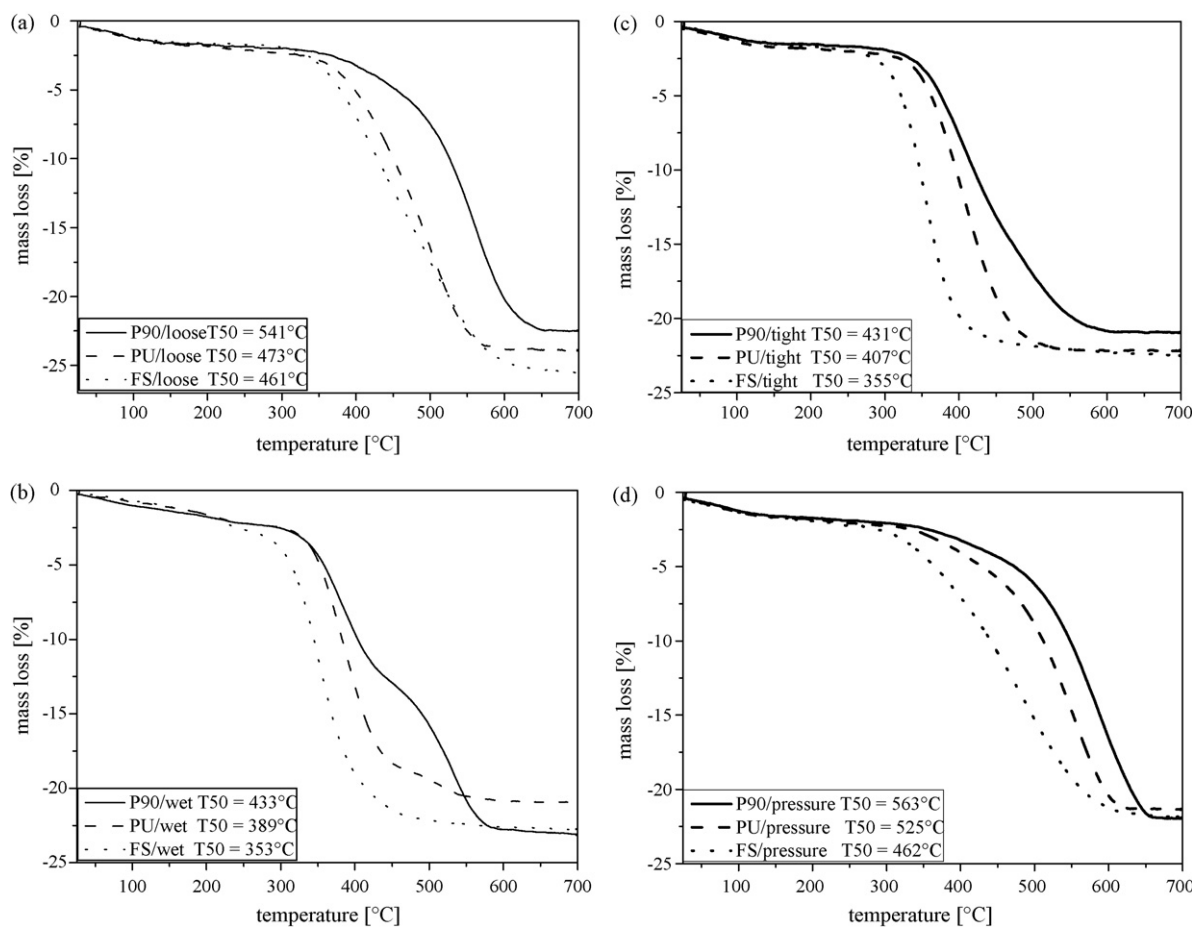 (a)
0
-5
-10
-15
-20
-25
mass loss [%]
P90/looseT50 = 541°C
PU/loose T50 = 473°C
FS/loose T50 = 461°C
100 200 300 400 500 600 700
temperature [°C]
(c)
0
-5
-10
-15
-20
-25
mass loss [%]
P90/tight T50 = 431°C
PU/tight T50 = 407°C
FS/tight T50 = 355°C
100 200 300 400 500 600 700
temperature [°C]
(b)
0
-5
-10
-15
-20
-25
mass loss [%]
P90/wet T50 = 433°C
PU/wet T50 = 389°C
FS/wet T50 = 353°C
100 200 300 400 500 600 700
temperature [°C]
(d)
0
-5
-10
-15
-20
-25
mass loss [%]
P90/pressure T50 = 563°C
PU/pressure T50 = 525°C
FS/pressure T50 = 462°C
100 200 300 400 500 600 700
temperature [°C]